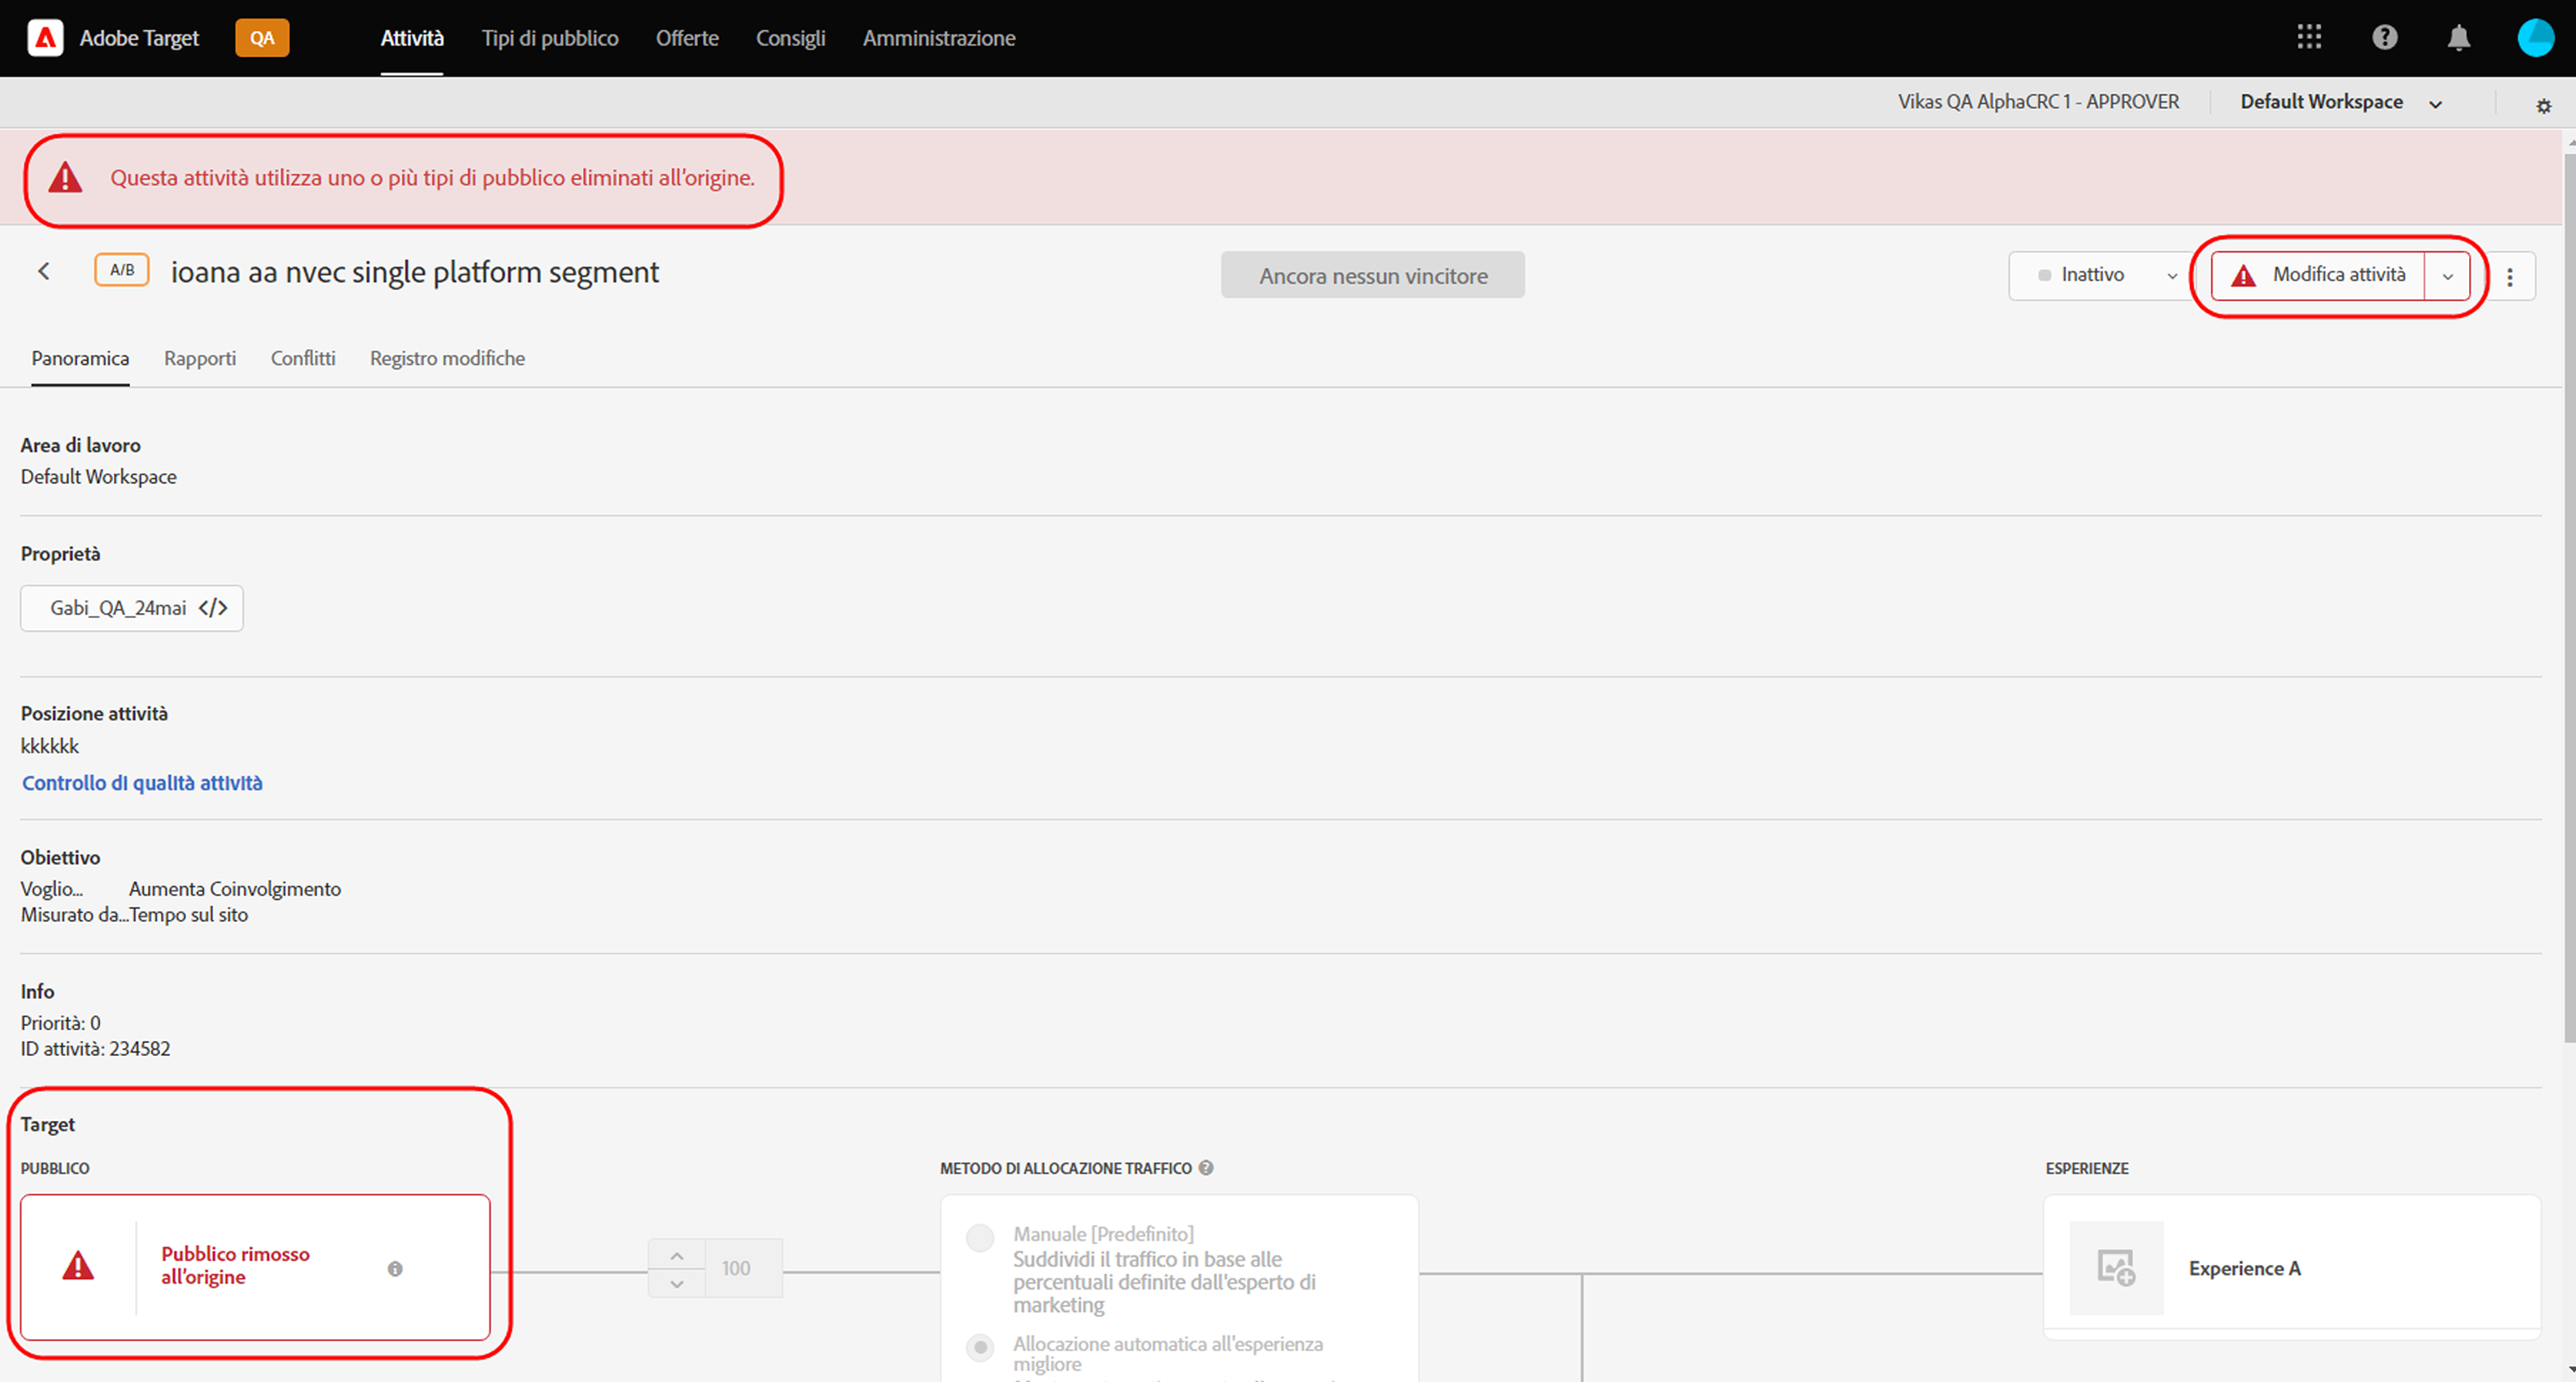 Adobe Target
QA
Attività
Tipi di pubblico
Offerte
Consigli
Amministrazione
Vikas QA AlphaCRC 1 - APPROVER
Default Workspace
Questa attività utilizza uno o più tipi di pubblico eliminati all'origine.
A/B
ioana aa nvec single platform segment
Ancora nessun vincitore
Inattivo
Modifica attività
Panoramica
Rapporti
Conflitti
Registro modifiche
Area di lavoro
Default Workspace
Proprietà
Gabi_QA_24mai </>
Posizione attività
kkkkkk
Controllo di qualità attività
Obiettivo
Voglio... Aumenta Coinvolgimento
Misurato da...Tempo sul sito
Info
Priorità: 0
ID attività: 234582
Target
PUBBLICO
METODO DI ALLOCAZIONE TRAFFICO
ESPERIENZE
Pubblico rimosso
all'origine
100
Manuale [Predefinito]
Suddividi il traffico in base alle
percentuali definite dall'esperto di
marketing
Allocazione automatica all'esperienza
migliore
Experience A